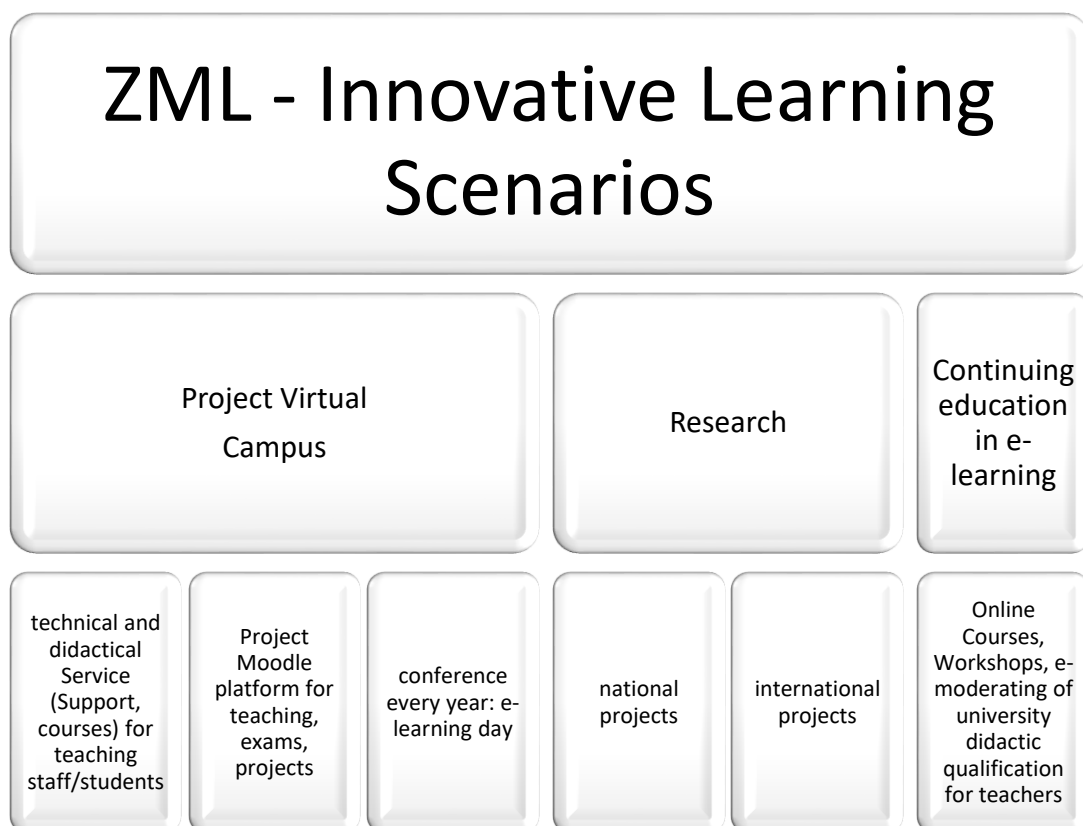 ZML - Innovative Learning
Scenarios
Project Virtual
Campus
Research
Continuing
education
in e-
learning
technical and
didactical
Service
(Support,
courses) for
teaching
staff/students
Project
Moodle
platform for
teaching,
exams,
projects
conference
every year: e-
learning day
national
projects
international
projects
Online
Courses,
Workshops, e-
moderating of
university
didactic
qualification
for teachers